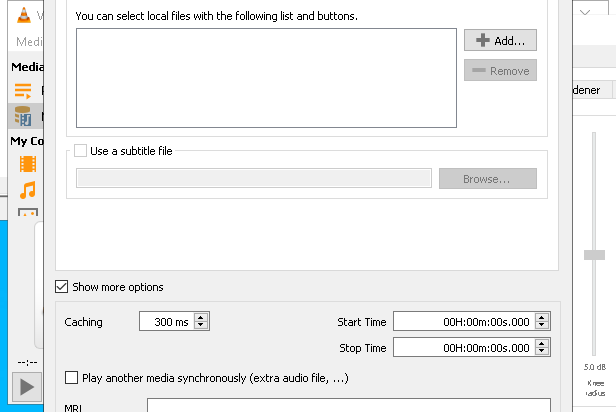 You can select local files with the following list and buttons.
Add...
Remove
Media
dener
Use a subtitle file
My Co
Browse...
Show more options
Caching
300 ms
Start Time
00H:00m:00s.000
Stop Time
00H:00m:00s.000
--:--
5.0 dB
Play another media synchronously (extra audio file, ...)
Knee
radius
MRL